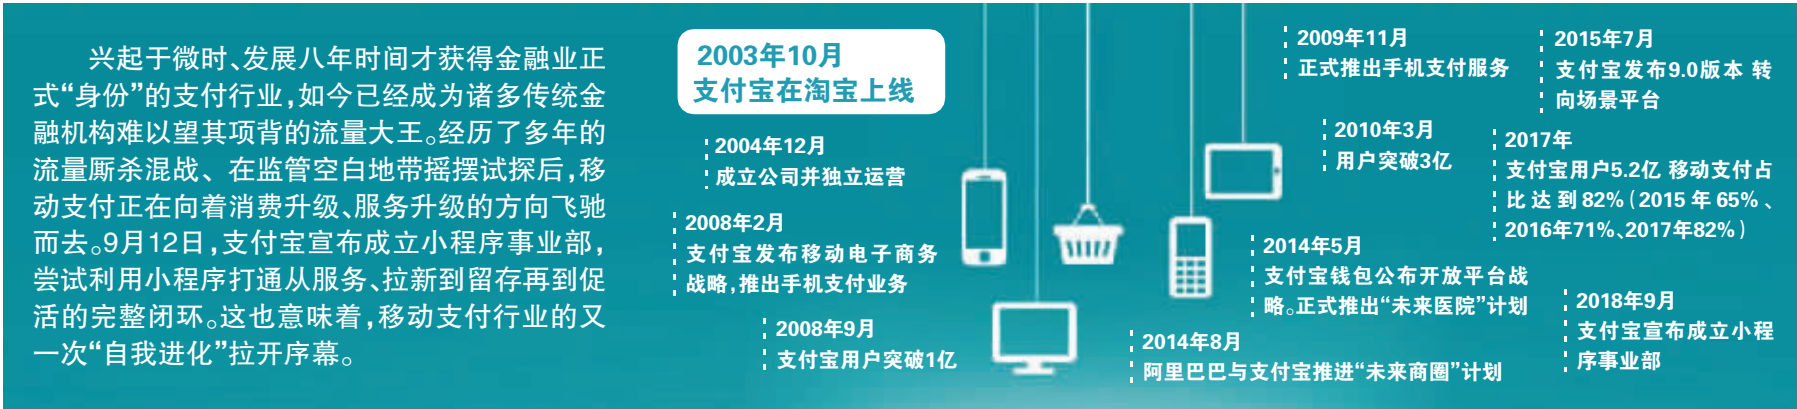 兴起于微时、发展八年时间才获得金融业正
式“身份”的支付行业，如今已经成为诸多传统金
融机构难以望其项背的流量大王。经历了多年的
流量厮杀混战、在监管空白地带摇摆试探后，移
动支付正在向着消费升级、服务升级的方向飞驰
而去。9月12日，支付宝宣布成立小程序事业部，
尝试利用小程序打通从服务、拉新到留存再到促
活的完整闭环。这也意味着，移动支付行业的又
一次“自我进化”拉开序幕。
2003年10月
支付宝在淘宝上线
2004年12月
成立公司并独立运营
2008年2月
支付宝发布移动电子商务
战略，推出手机支付业务
2008年9月
支付宝用户突破1亿
2009年11月
正式推出手机支付服务
2010年3月
用户突破3亿
2014年5月
支付宝钱包公布开放平台战
略。正式推出“未来医院”计划
2014年8月
阿里巴巴与支付宝推进“未来商圈”计划
2015年7月
支付宝发布9.0版本 转
向场景平台
2017年
支付宝用户5.2亿 移动支付占
比达到82%（2015年65%、
2016年71%、2017年82%）
2018年9月
支付宝宣布成立小程
序事业部